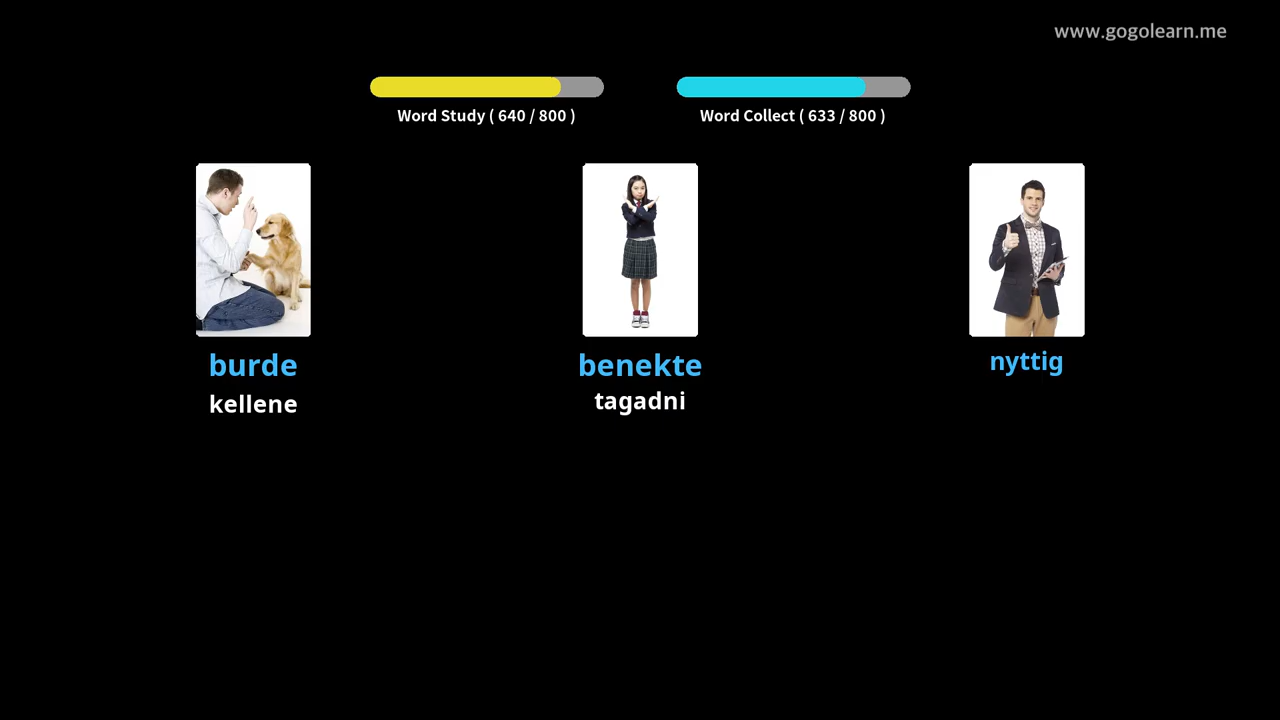 www.gogolearn.me
Word Study ( 640 / 800 )
Word Collect ( 633 / 800 )
burde
benekte
nyttig
kellene
tagadni